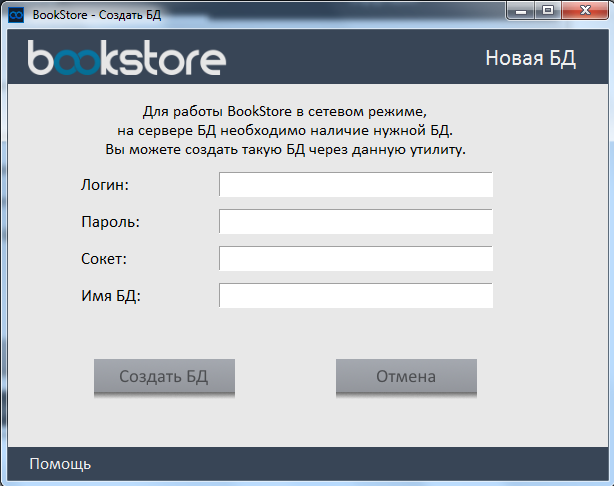 BookStore - Создать БД
bookstore
Новая БД
Для работы BookStore в сетевом режиме,
на сервере БД необходимо наличие нужной БД.
Вы можете создать такую БД через данную утилиту.
Логин:
Пароль:
Сокет:
Имя БД:
Создать БД
Отмена
Помощь